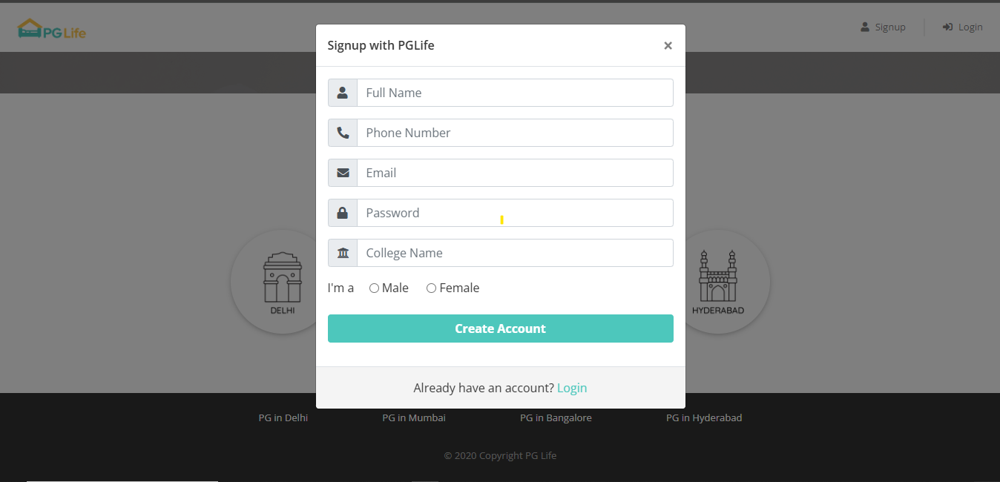 PG Life
Signup
Login
Signup with PGLife
×
Full Name
Phone Number
Email
Password
College Name
I'm a Male Female
Create Account
Already have an account? Login
DELHI
HYDERABAD
PG in Delhi
PG in Mumbai
PG in Bangalore
PG in Hyderabad
© 2020 Copyright PG Life